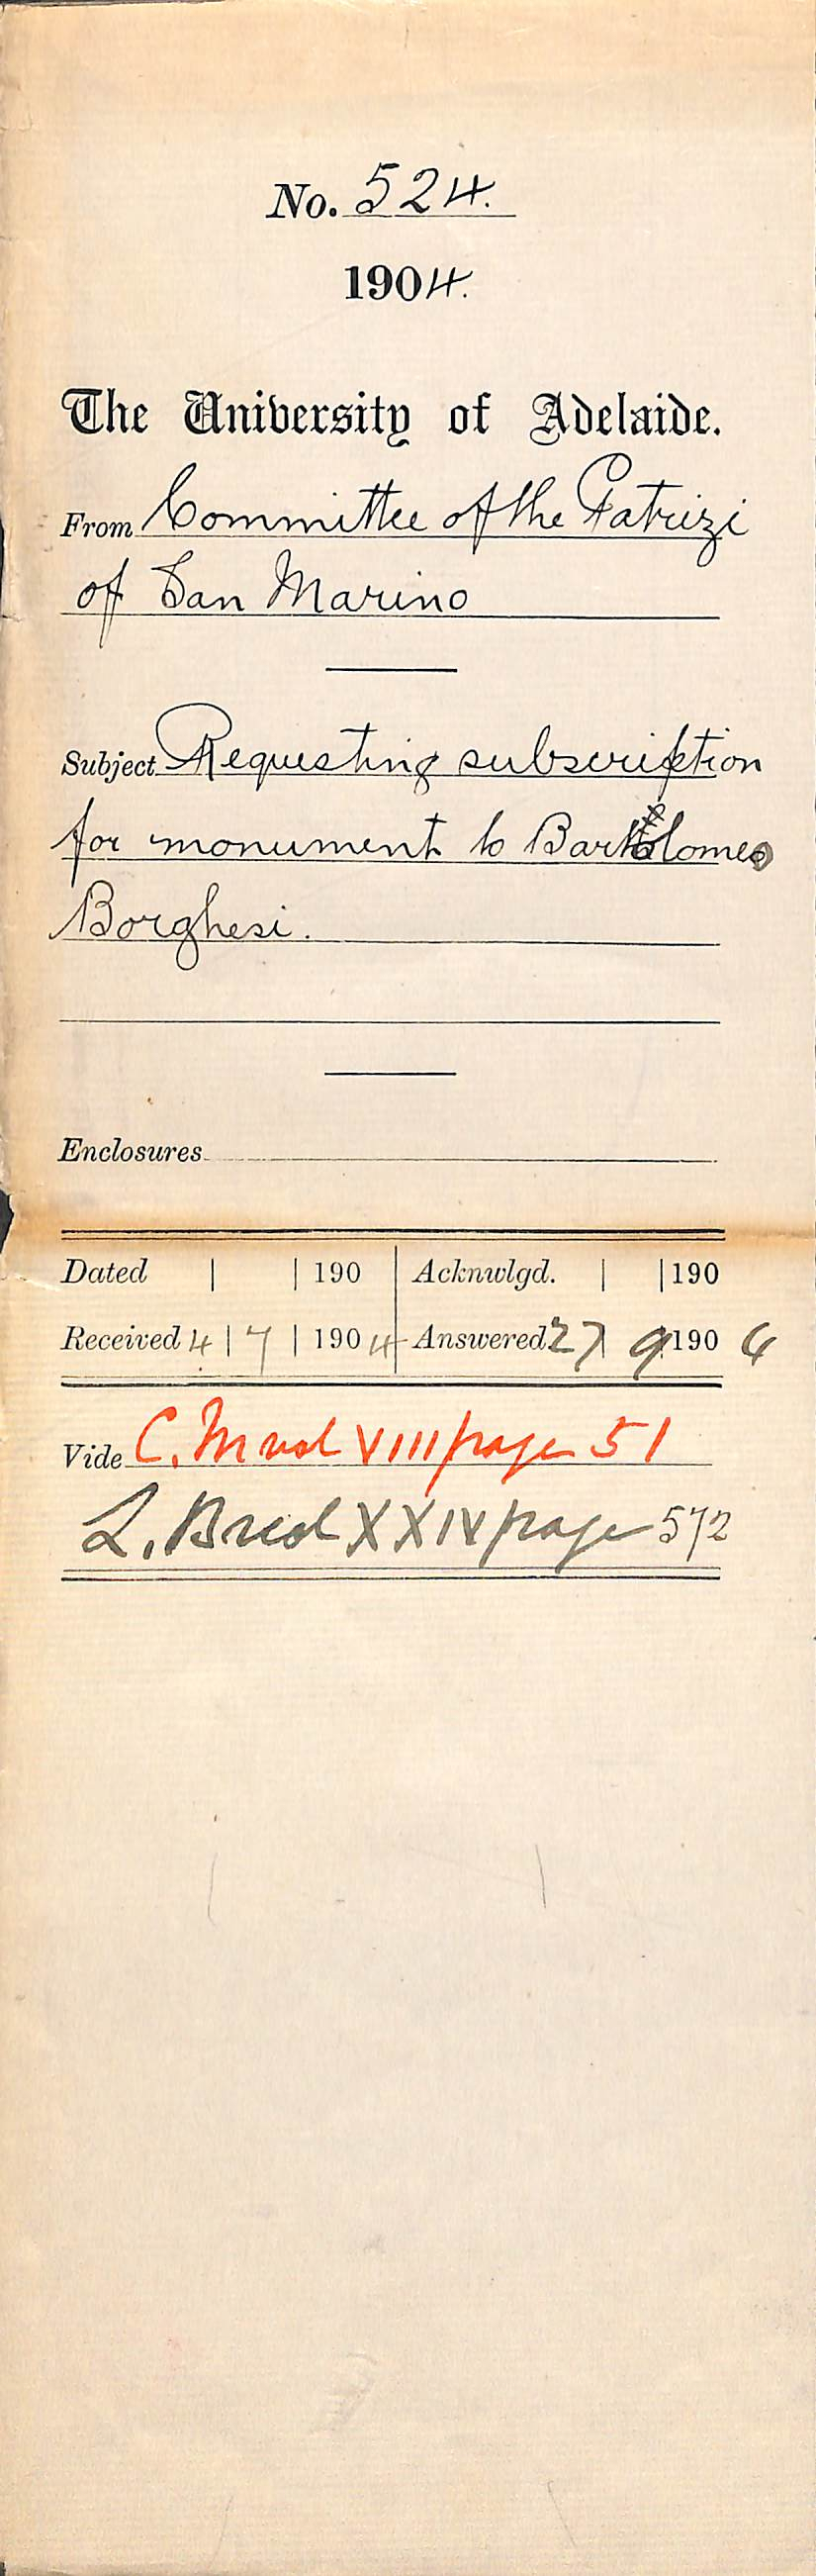 No. 524.
1904.
The University of Adelaide.
From Committee of the Patrizi
of San Marino
Subject Requesting subscription
for monument to Bartolomeo
Borghesi.
Enclosures
Dated | | 190 | Acknwlgd. | | 190
Received 4 | 7 | 1904 | Answered 27 9 1904
Vide C. M vol VIII page 51
L. B vol XXIV page 572